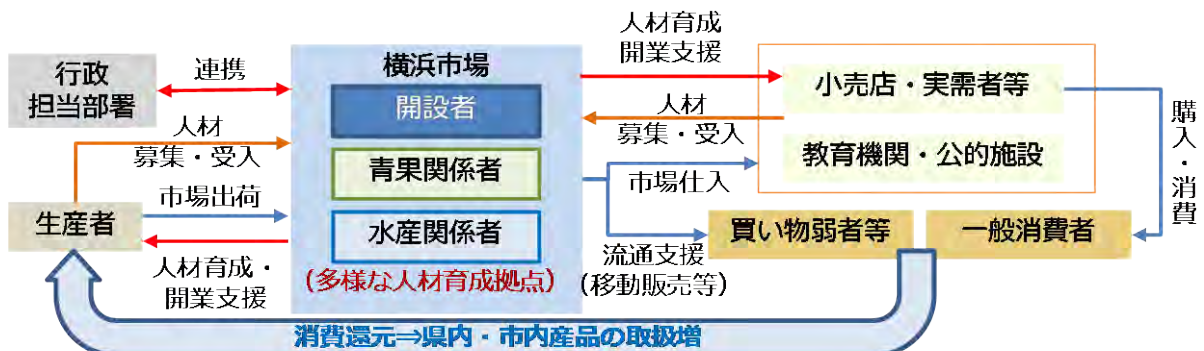 行政
担当部署
連携
人材
募集・受入
生産者
市場出荷
人材育成・
開業支援
横浜市場
開設者
青果関係者
水産関係者
(多様な人材育成拠点)
人材育成
開業支援
人材
募集・受入
市場仕入
流通支援
(移動販売等)
小売店・実需者等
教育機関・公的施設
買い物弱者等
一般消費者
購入・消費
消費還元⇒県内・市内産品の取扱増